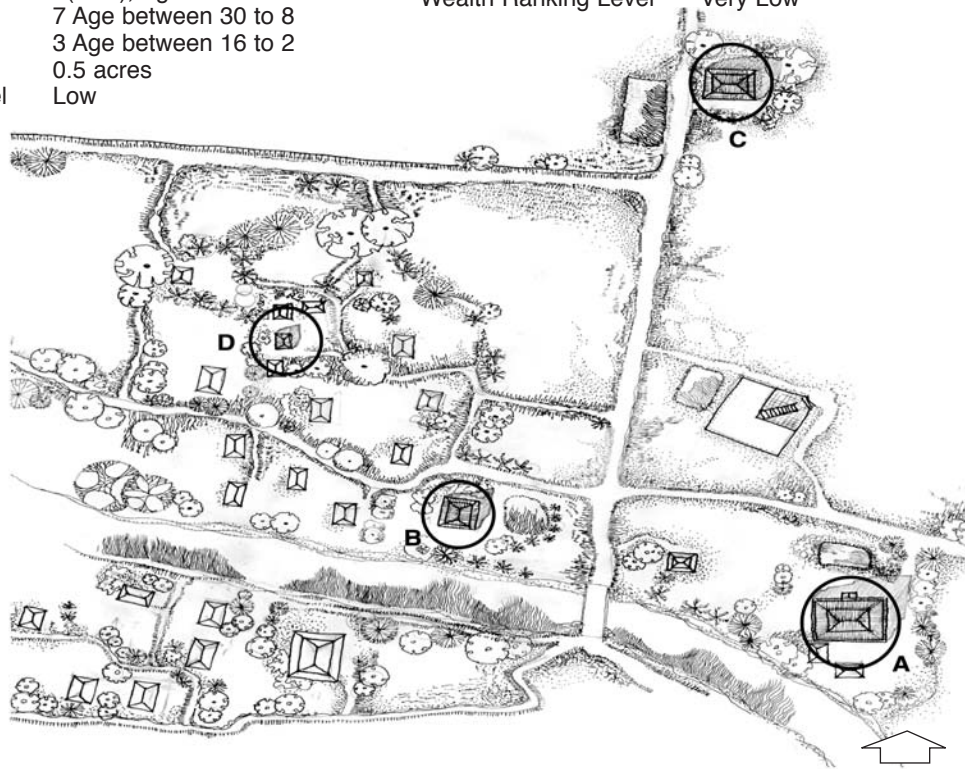 7 Age between 30 to 8
3 Age between 16 to 2
0.5 acres
el Low
Wealth Ranking Level Very Low
C
D
B
A